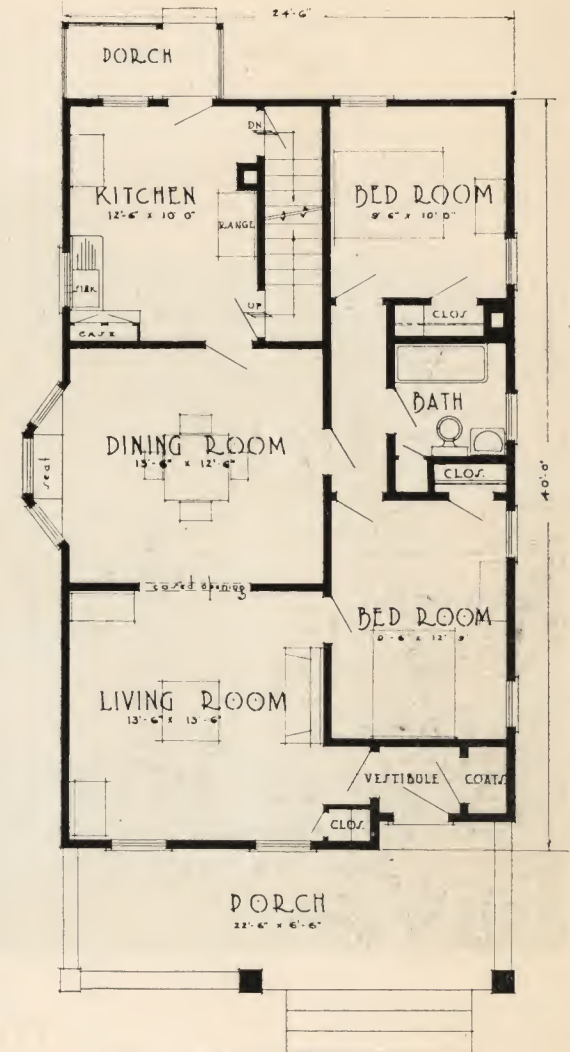 24'-6"
PORCH
DN
KITCHEN
12'-6" x 10'0"
RANGE
BED ROOM
9'6" x 10'0"
SINK
UP
CASE
CLOS
BATH
DINING ROOM
13'-6" x 12'-6"
seat
CLOS.
40'-0"
cased opening
BED ROOM
LIVING ROOM
13'-6" x 13'-6"
VESTIBULE
COATS
CLOS.
PORCH
22'-6" x 6'-6"